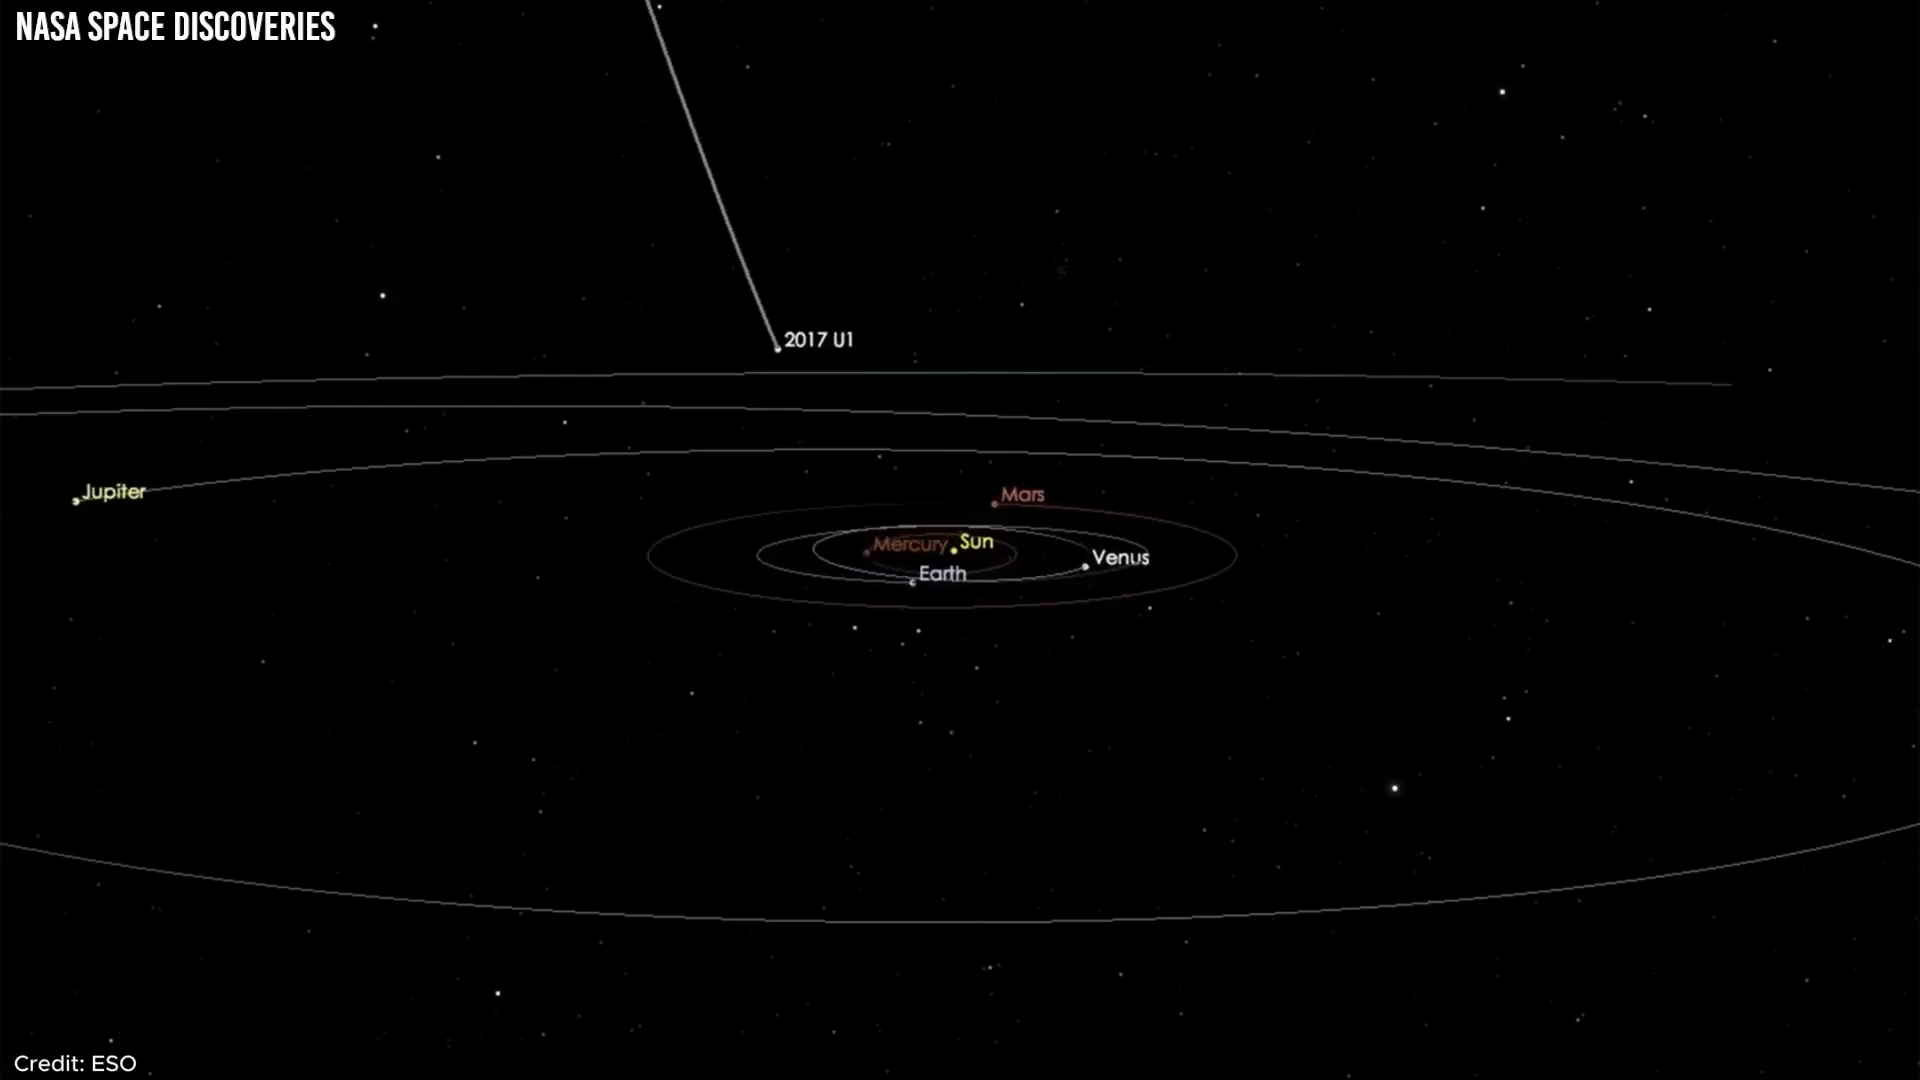 NASA SPACE DISCOVERIES
2017 U1
Jupiter
Mars
Mercury
Sun
Venus
Earth
Credit: ESO